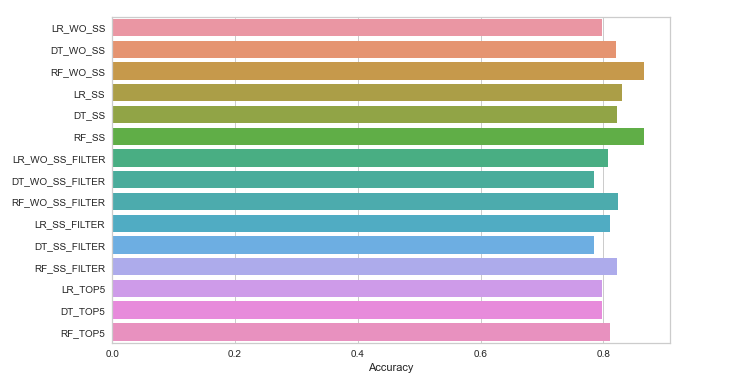 LR_WO_SS
DT_WO_SS
RF_WO_SS
LR_SS
DT_SS
RF_SS
LR_WO_SS_FILTER
DT_WO_SS_FILTER
RF_WO_SS_FILTER
LR_SS_FILTER
DT_SS_FILTER
RF_SS_FILTER
LR_TOP5
DT_TOP5
RF_TOP5
0.0 0.2 0.4 0.6 0.8
Accuracy